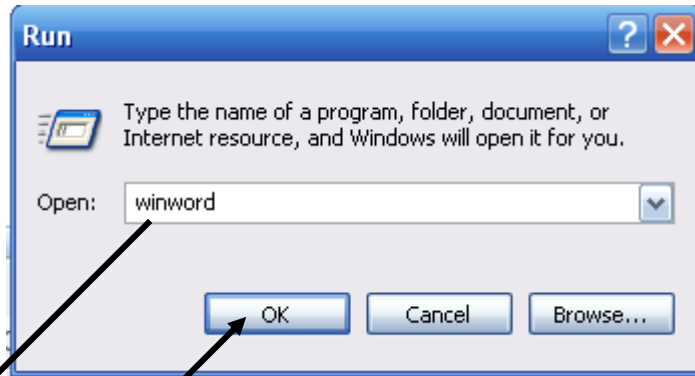 Run
Type the name of a program, folder, document, or
Internet resource, and Windows will open it for you.
Open: winword
OK Cancel Browse...